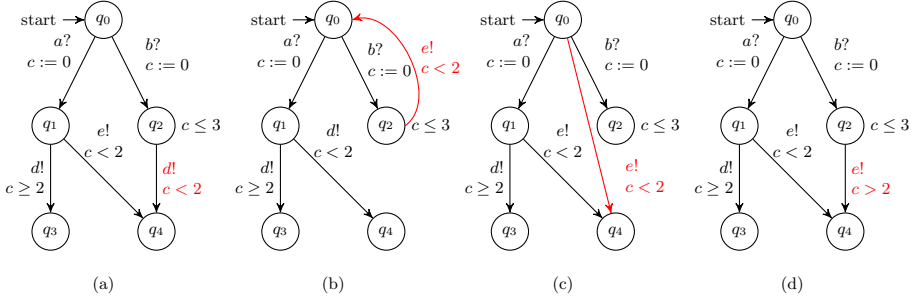 start
q0
a?
c := 0
b?
c := 0
q1
q2
c ≤ 3
e!
c < 2
d!
c ≥ 2
d!
c < 2
q3
q4
(a)
start
q0
a?
c := 0
b?
c := 0
e!
c < 2
q1
q2
c ≤ 3
d!
c < 2
d!
c ≥ 2
q3
q4
(b)
start
q0
a?
c := 0
b?
c := 0
q1
q2
c ≤ 3
e!
c < 2
d!
c ≥ 2
e!
c < 2
q3
q4
(c)
start
q0
a?
c := 0
b?
c := 0
q1
q2
c ≤ 3
e!
c < 2
d!
c ≥ 2
e!
c > 2
q3
q4
(d)